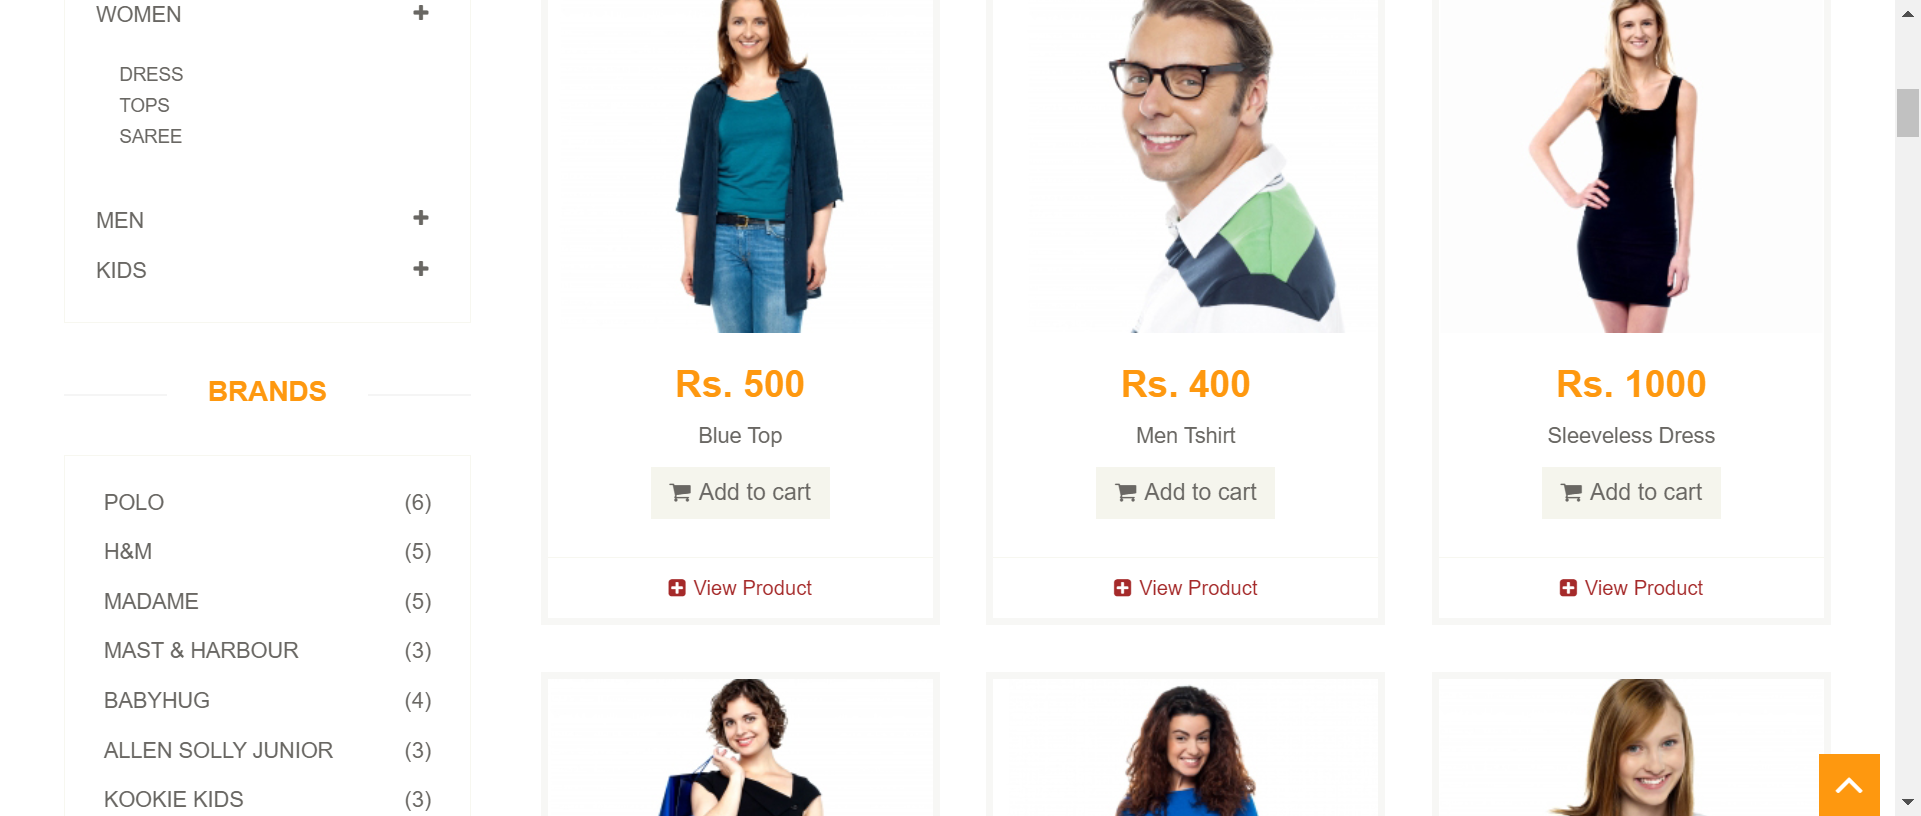 WOMEN
DRESS
TOPS
SAREE
MEN
KIDS
BRANDS
POLO (6)
H&M (5)
MADAME (5)
MAST & HARBOUR (3)
BABYHUG (4)
ALLEN SOLLY JUNIOR (3)
KOOKIE KIDS (3)
Rs. 500
Blue Top
Add to cart
View Product
Rs. 400
Men Tshirt
Add to cart
View Product
Rs. 1000
Sleeveless Dress
Add to cart
View Product